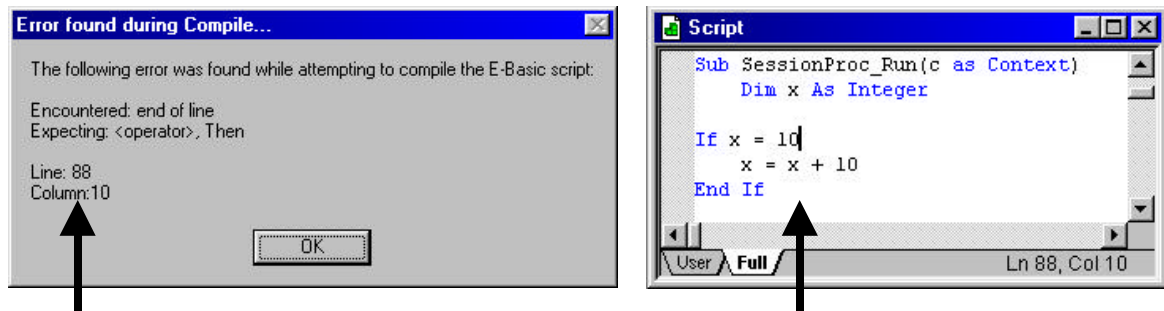 Error found during Compile...
The following error was found while attempting to compile the E-Basic script:
Encountered: end of line
Expecting: <operator>, Then
Line: 88
Column:10
OK
Script
Sub SessionProc_Run(c as Context)
Dim x As Integer
If x = 10
x = x + 10
End If
User Full
Ln 88, Col 10